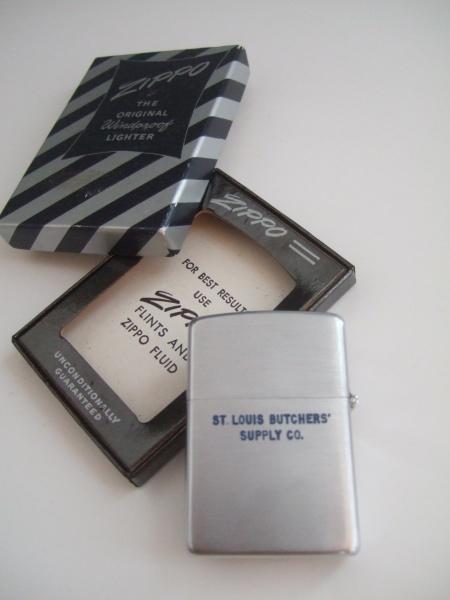 ZIPPO
THE
ORIGINAL
Windproof
LIGHTER
ZIPPO
FOR BEST RESULTS
USE
ZIPPO
FLINTS AND
ZIPPO FLUID
UNCONDITIONALLY
GUARANTEED
ST. LOUIS BUTCHERS'
SUPPLY CO.